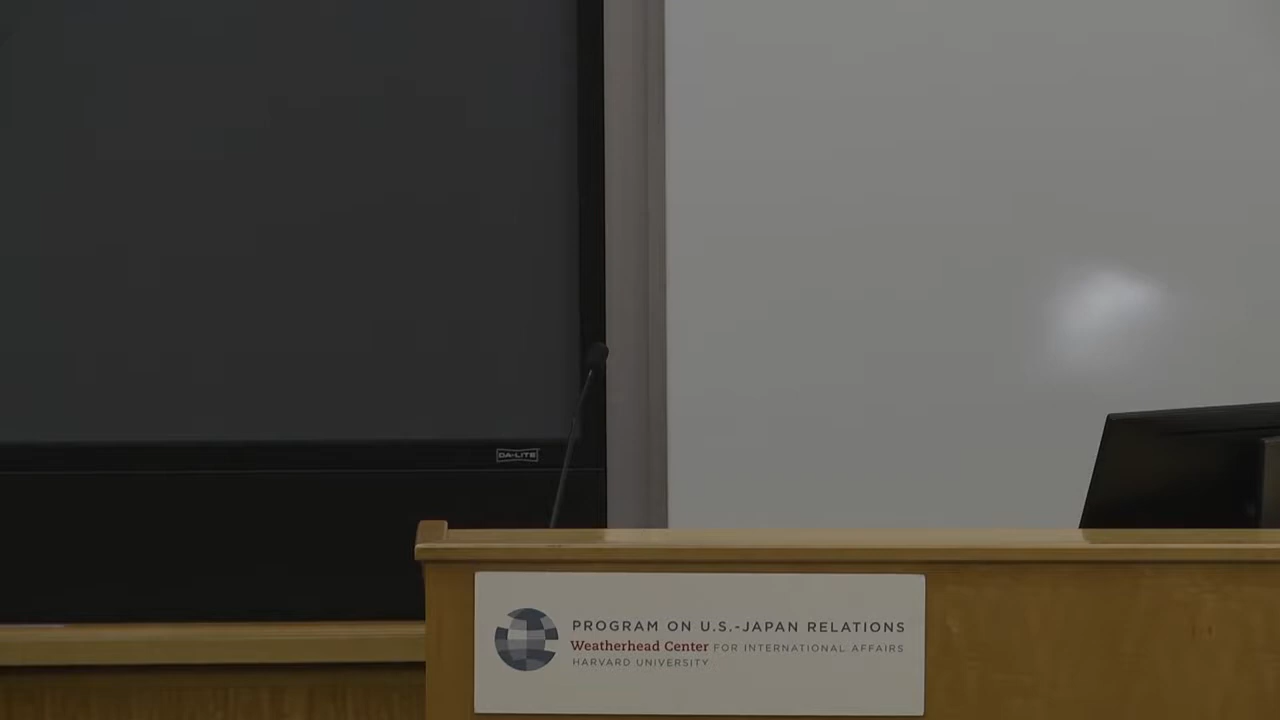 DA-LITE
PROGRAM ON U.S.-JAPAN RELATIONS
Weatherhead Center FOR INTERNATIONAL AFFAIRS
HARVARD UNIVERSITY